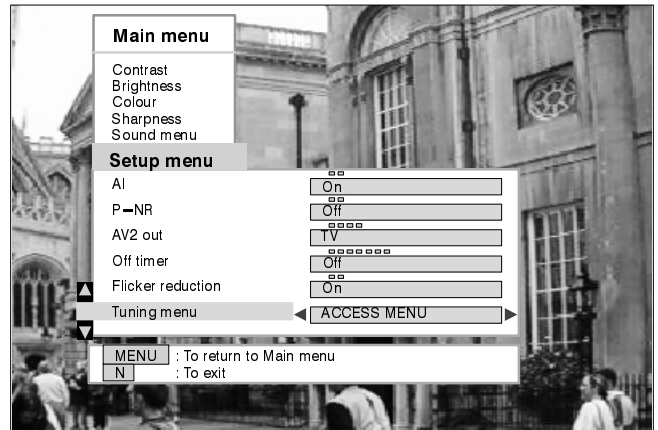 Main menu
Contrast
Brightness
Colour
Sharpness
Sound menu
Setup menu
AI On
P–NR Off
AV2 out TV
Off timer Off
Flicker reduction On
Tuning menu ACCESS MENU
MENU : To return to Main menu
N : To exit